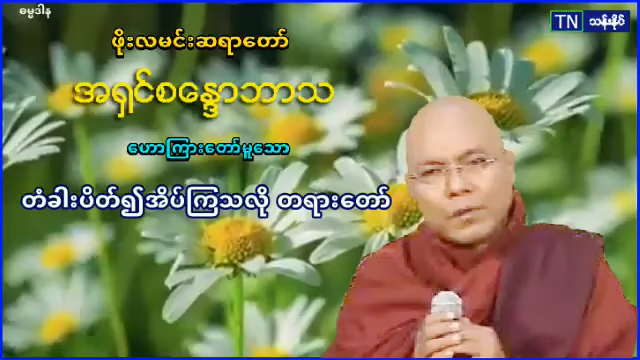 ဓမ္မဒါန
TN သန်းနိုင်
ဖိုးလမင်းဆရာတော်
အရှင်စန္ဒောဘာသ
ဟောကြားတော်မူသော
တံခါးပိတ်၍အိပ်ကြသလို တရားတော်